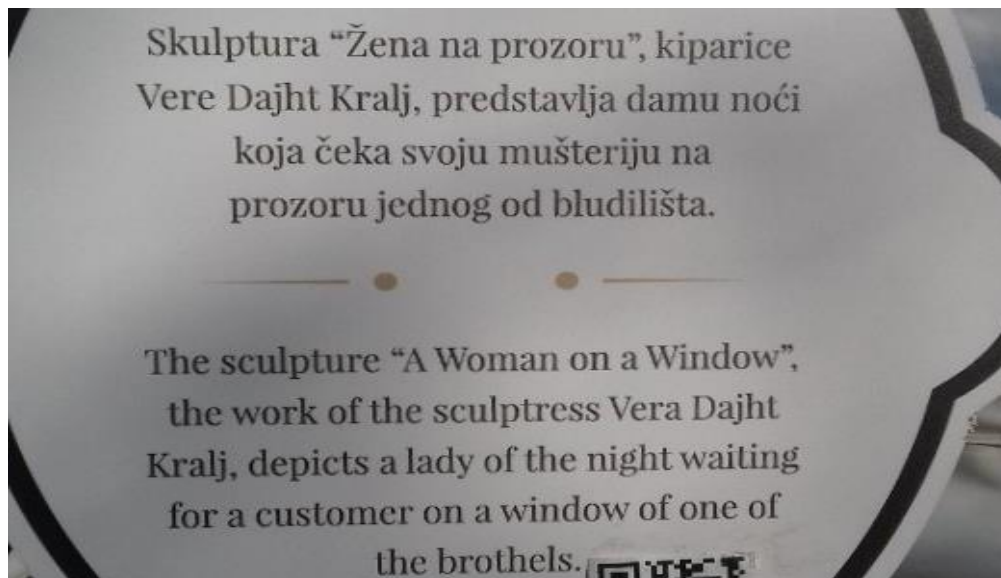 Skulptura “Žena na prozoru”, kiparice
Vere Dajht Kralj, predstavlja damu noći
koja čeka svoju mušteriju na
prozoru jednog od bludilišta.
The sculpture “A Woman on a Window”,
the work of the sculptress Vera Dajht
Kralj, depicts a lady of the night waiting
for a customer on a window of one of
the brothels.